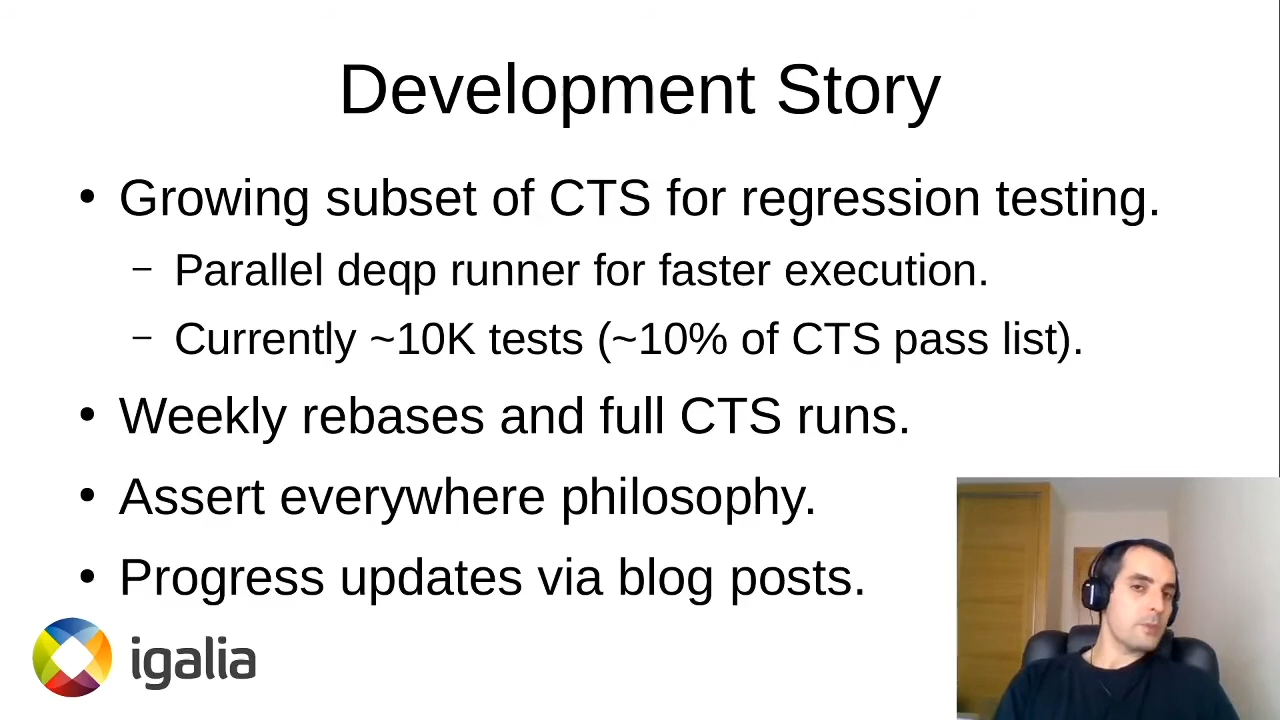 Development Story
• Growing subset of CTS for regression testing.
– Parallel deqp runner for faster execution.
– Currently ~10K tests (~10% of CTS pass list).
• Weekly rebases and full CTS runs.
• Assert everywhere philosophy.
• Progress updates via blog posts.
igalia